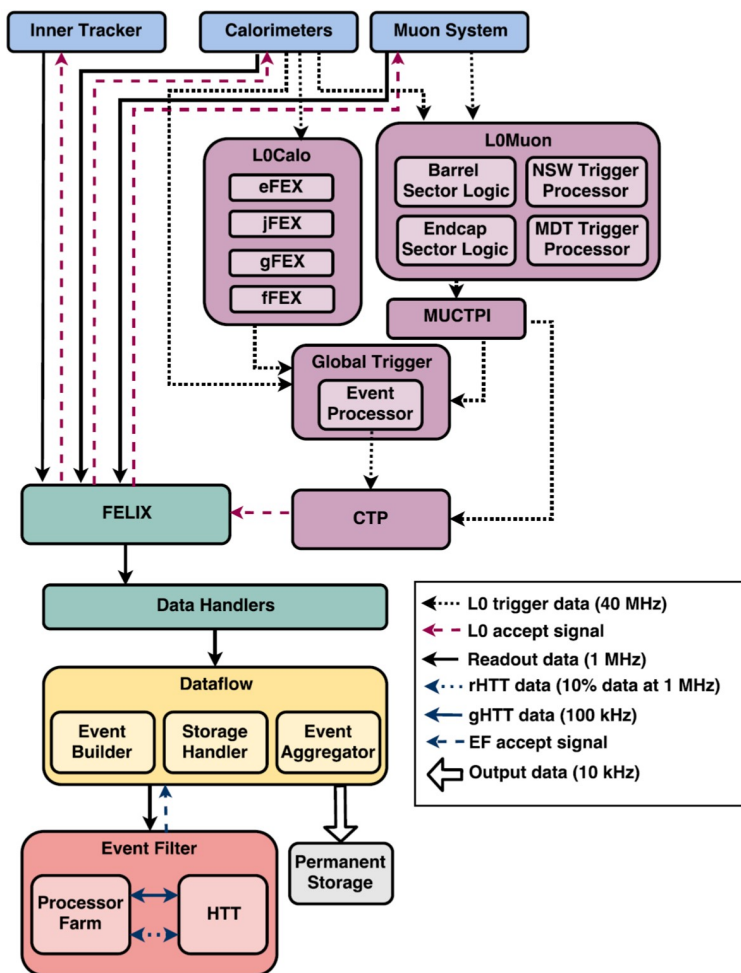 Inner Tracker
Calorimeters
Muon System
L0Calo
eFEX
jFEX
gFEX
fFEX
L0Muon
Barrel
Sector Logic
NSW Trigger
Processor
Endcap
Sector Logic
MDT Trigger
Processor
MUCTPI
Global Trigger
Event
Processor
FELIX
CTP
Data Handlers
Dataflow
Event
Builder
Storage
Handler
Event
Aggregator
Event Filter
Processor
Farm
HTT
Permanent
Storage
L0 trigger data (40 MHz)
L0 accept signal
Readout data (1 MHz)
rHTT data (10% data at 1 MHz)
gHTT data (100 kHz)
EF accept signal
Output data (10 kHz)